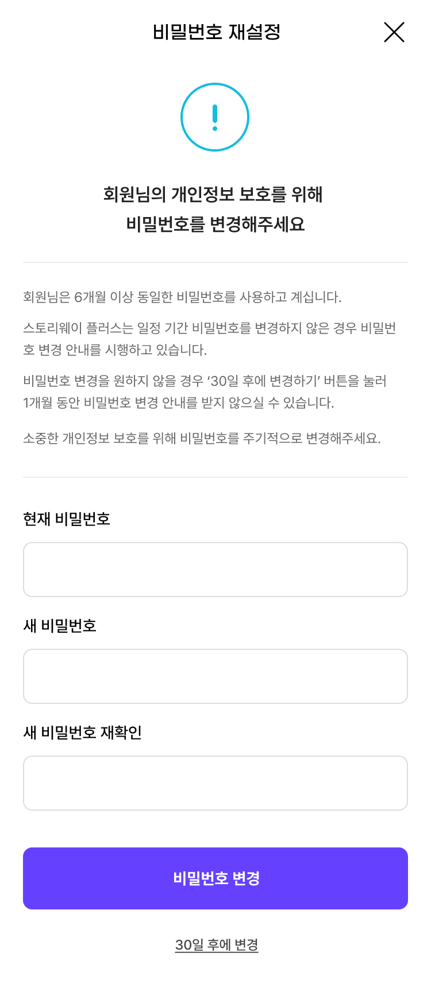 비밀번호 재설정
회원님의 개인정보 보호를 위해
비밀번호를 변경해주세요
회원님은 6개월 이상 동일한 비밀번호를 사용하고 계십니다.
스토리웨이 플러스는 일정 기간 비밀번호를 변경하지 않은 경우 비밀번
호 변경 안내를 시행하고 있습니다.
비밀번호 변경을 원하지 않을 경우 ‘30일 후에 변경하기’ 버튼을 눌러
1개월 동안 비밀번호 변경 안내를 받지 않으실 수 있습니다.
소중한 개인정보 보호를 위해 비밀번호를 주기적으로 변경해주세요.
현재 비밀번호
새 비밀번호
새 비밀번호 재확인
비밀번호 변경
30일 후에 변경